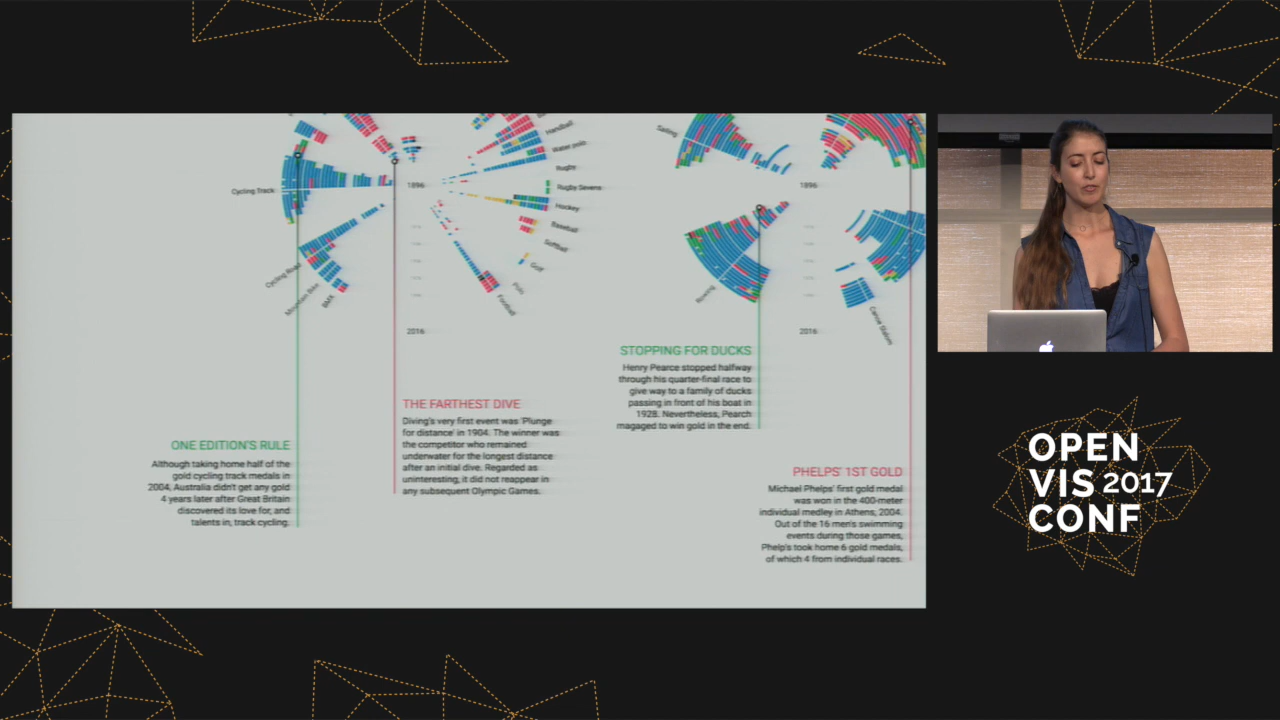 Handball
Water polo
Rugby
Rugby Sevens
Hockey
Baseball
Softball
Golf
Polo
Football
Cycling Track
Cycling Road
Mountain Bike
BMX
1896
2016
Sailing
1896
Rowing
Canoe Slalom
2016
STOPPING FOR DUCKS
Henry Pearce stopped halfway
through his quarter-final race to
give way to a family of ducks
passing in front of his boat in
1928. Nevertheless, Pearch
magaged to win gold in the end.
THE FARTHEST DIVE
Diving's very first event was 'Plunge
for distance' in 1904. The winner was
the competitor who remained
underwater for the longest distance
after an initial dive. Regarded as
uninteresting, it did not reappear in
any subsequent Olympic Games.
ONE EDITION'S RULE
Although taking home half of the
gold cycling track medals in
2004, Australia didn't get any gold
4 years later after Great Britain
discovered its love for, and
talents in, track cycling.
PHELPS' 1ST GOLD
Michael Phelps' first gold medal
was won in the 400-meter
individual medley in Athens, 2004.
Out of the 16 men's swimming
events during those games,
Phelp's took home 6 gold medals,
of which 4 from individual races.
OPEN
VIS 2017
CONF